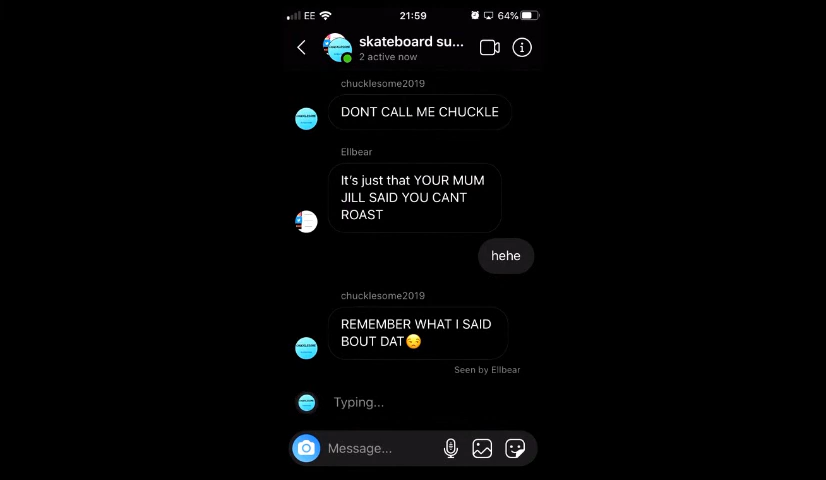 EE 21:59 64%
skateboard su...
2 active now
chucklesome2019
DONT CALL ME CHUCKLE
Ellbear
It's just that YOUR MUM
JILL SAID YOU CANT
ROAST
hehe
chucklesome2019
REMEMBER WHAT I SAID
BOUT DAT😒
Seen by Ellbear
Typing...
Message...